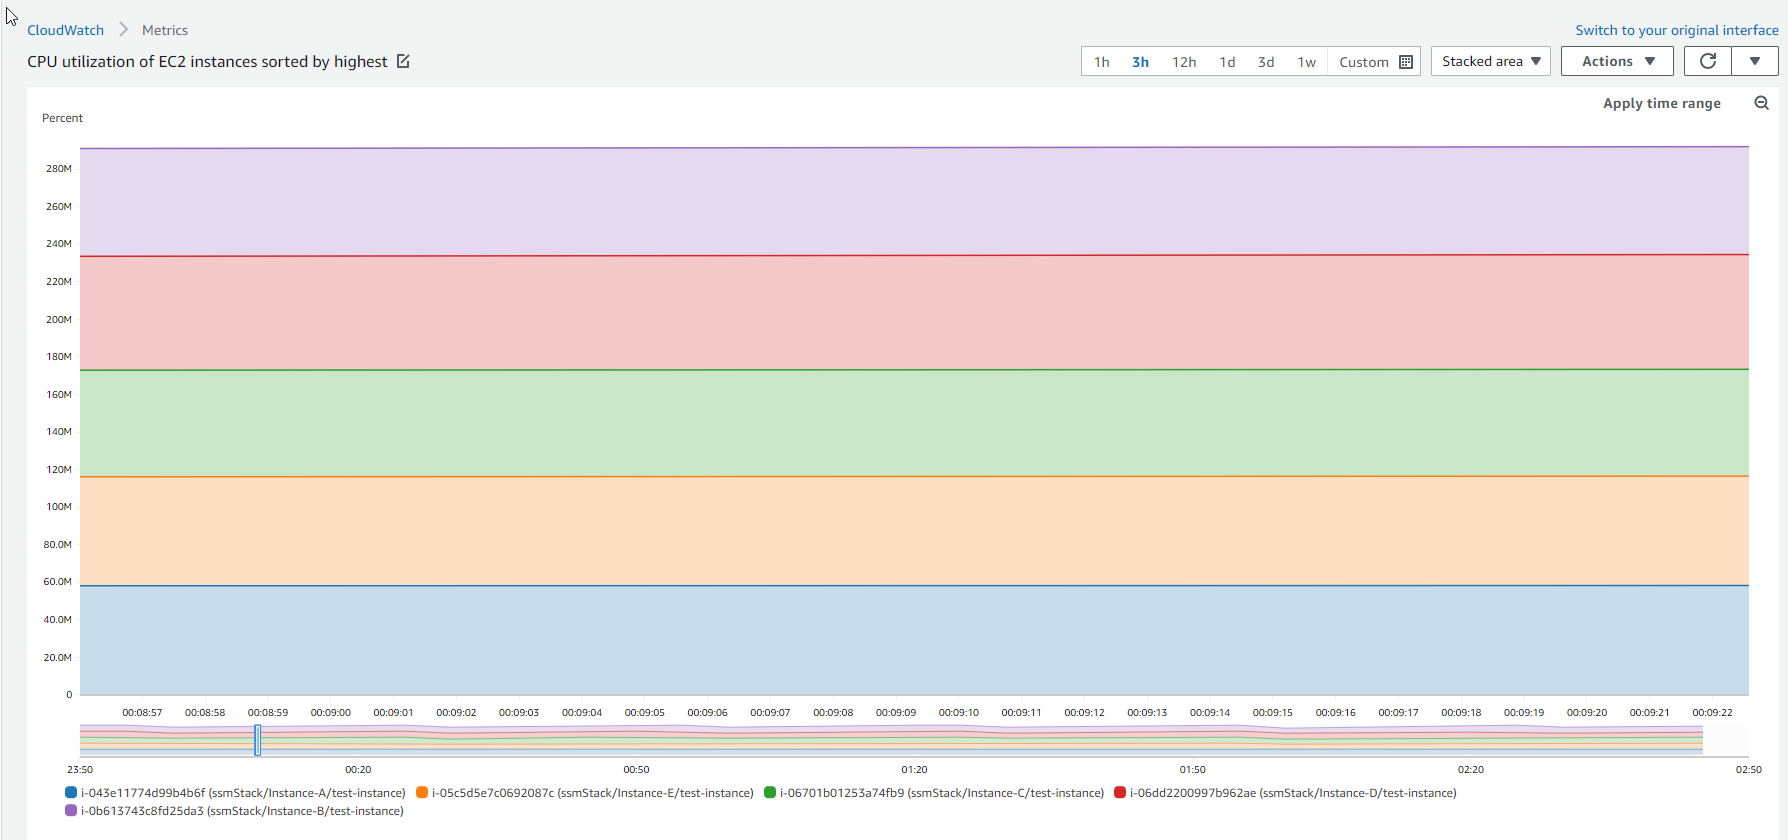 CloudWatch > Metrics
Switch to your original interface
CPU utilization of EC2 instances sorted by highest
1h 3h 12h 1d 3d 1w Custom
Stacked area
Actions
Apply time range
Percent
280M
260M
240M
220M
200M
180M
160M
140M
120M
100M
80.0M
60.0M
40.0M
20.0M
0
00:08:57 00:08:58 00:08:59 00:09:00 00:09:01 00:09:02 00:09:03 00:09:04 00:09:05 00:09:06 00:09:07 00:09:08 00:09:09 00:09:10 00:09:11 00:09:12 00:09:13 00:09:14 00:09:15 00:09:16 00:09:17 00:09:18 00:09:19 00:09:20 00:09:21 00:09:22
23:50 00:20 00:50 01:20 01:50 02:20 02:50
i-043e11774d99b4b6f (ssmStack/Instance-A/test-instance) i-05c5d5e7c0692087c (ssmStack/Instance-E/test-instance) i-06701b01253a74fb9 (ssmStack/Instance-C/test-instance) i-06dd2200997b962ae (ssmStack/Instance-D/test-instance)
i-0b613743c8fd25da3 (ssmStack/Instance-B/test-instance)